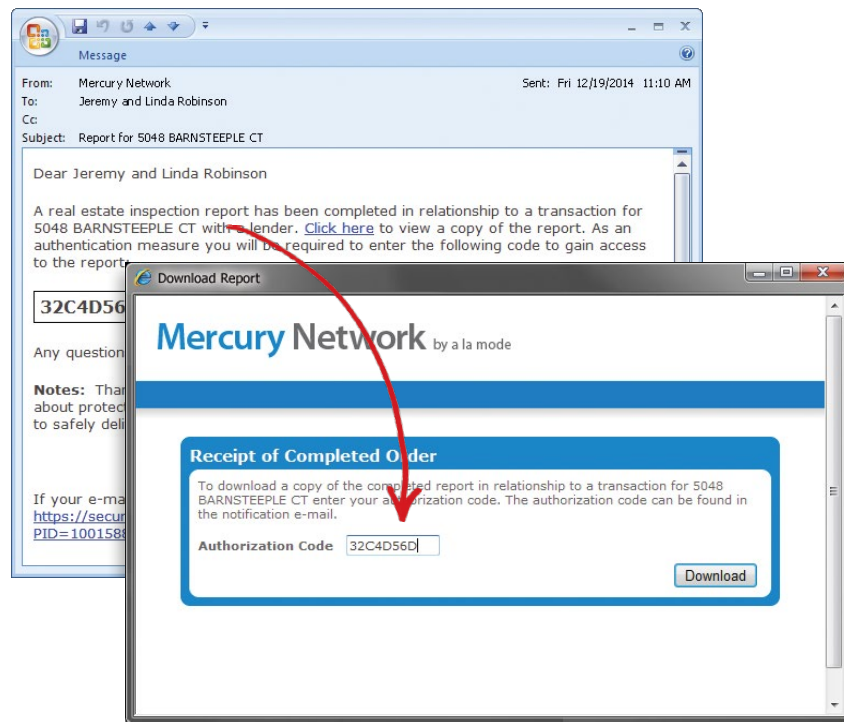 Message
From: Mercury Network Sent: Fri 12/19/2014 11:10 AM
To: Jeremy and Linda Robinson
Cc:
Subject: Report for 5048 BARNSTEEPLE CT
Dear Jeremy and Linda Robinson
A real estate inspection report has been completed in relationship to a transaction for
5048 BARNSTEEPLE CT with a lender. Click here to view a copy of the report. As an
authentication measure you will be required to enter the following code to gain access
to the report:
32C4D56
Any question
Notes: Than
about protect
to safely deli
If your e-ma
https://secur
PID=1001588
Download Report
Mercury Network by a la mode
Receipt of Completed Order
To download a copy of the completed report in relationship to a transaction for 5048
BARNSTEEPLE CT enter your authorization code. The authorization code can be found in
the notification e-mail.
Authorization Code 32C4D56D
Download